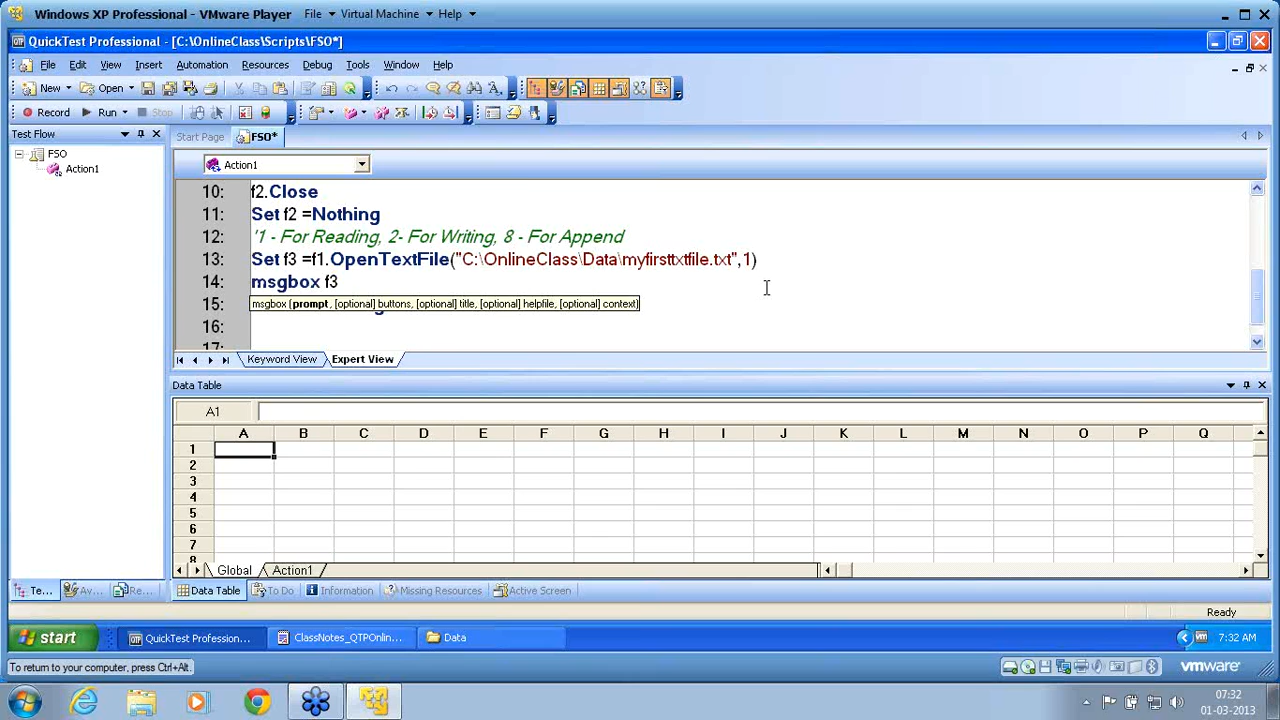 Windows XP Professional - VMware Player File Virtual Machine Help
QuickTest Professional - [C:\OnlineClass\Scripts\FSO*]
File Edit View Insert Automation Resources Debug Tools Window Help
New Open
Record Run Stop
Test Flow
Start Page FSO*
FSO
Action1
Action1
10: f2.Close
11: Set f2 =Nothing
12: '1 - For Reading, 2- For Writing, 8 - For Append
13: Set f3 =f1.OpenTextFile("C:\OnlineClass\Data\myfirsttxtfile.txt",1)
14: msgbox f3
15:
msgbox (prompt, [optional] buttons, [optional] title, [optional] helpfile, [optional] context)
16:
17:
Keyword View Expert View
Data Table
A1
A B C D E F G H I J K L M N O P Q
1
2
3
4
5
6
7
8
Global Action1
Te... Av... Re... Data Table To Do Information Missing Resources Active Screen
Ready
start QuickTest Profession... ClassNotes_QTPOnlin... Data 7:32 AM
To return to your computer, press Ctrl+Alt. vmware
07:32
01-03-2013